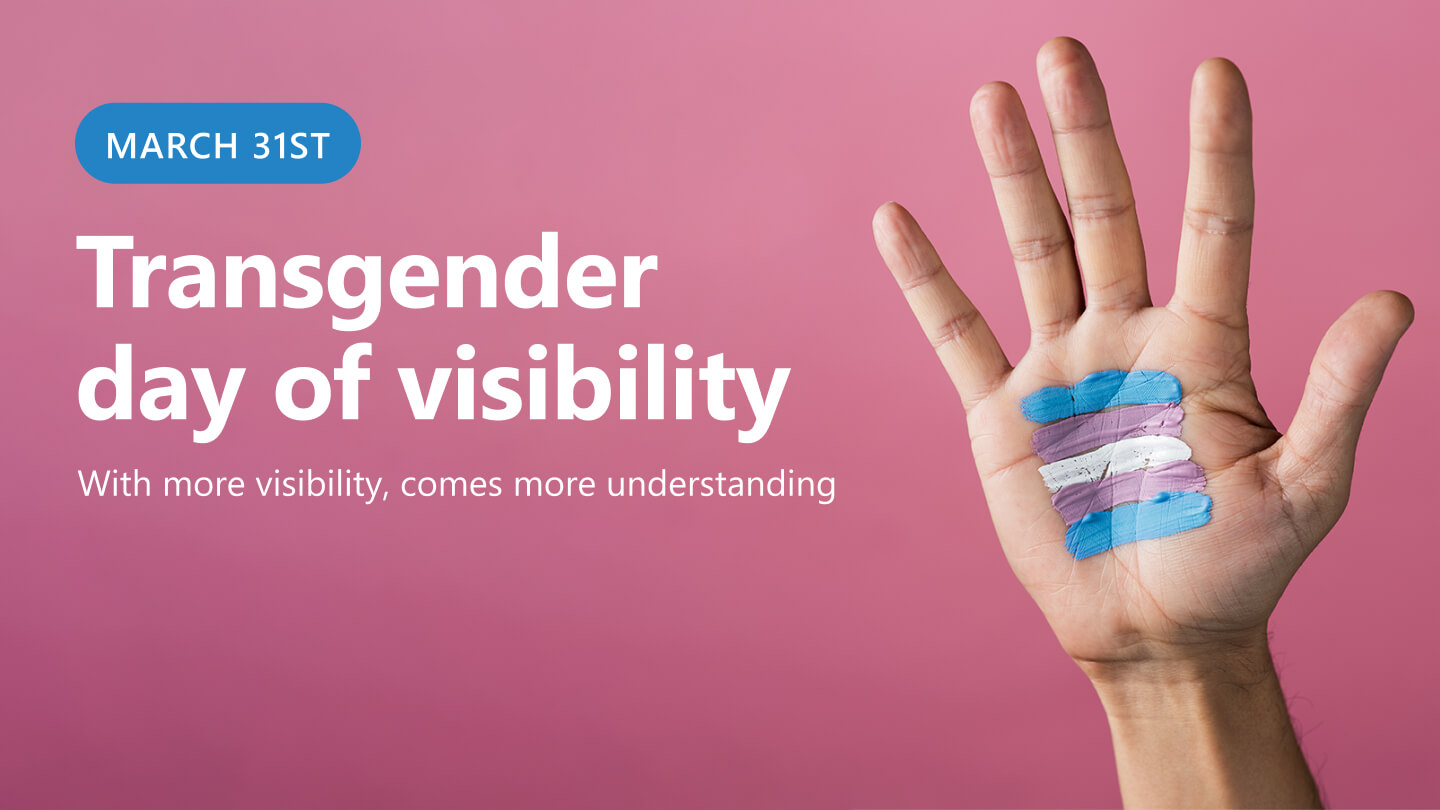 MARCH 31ST
Transgender
day of visibility
With more visibility, comes more understanding